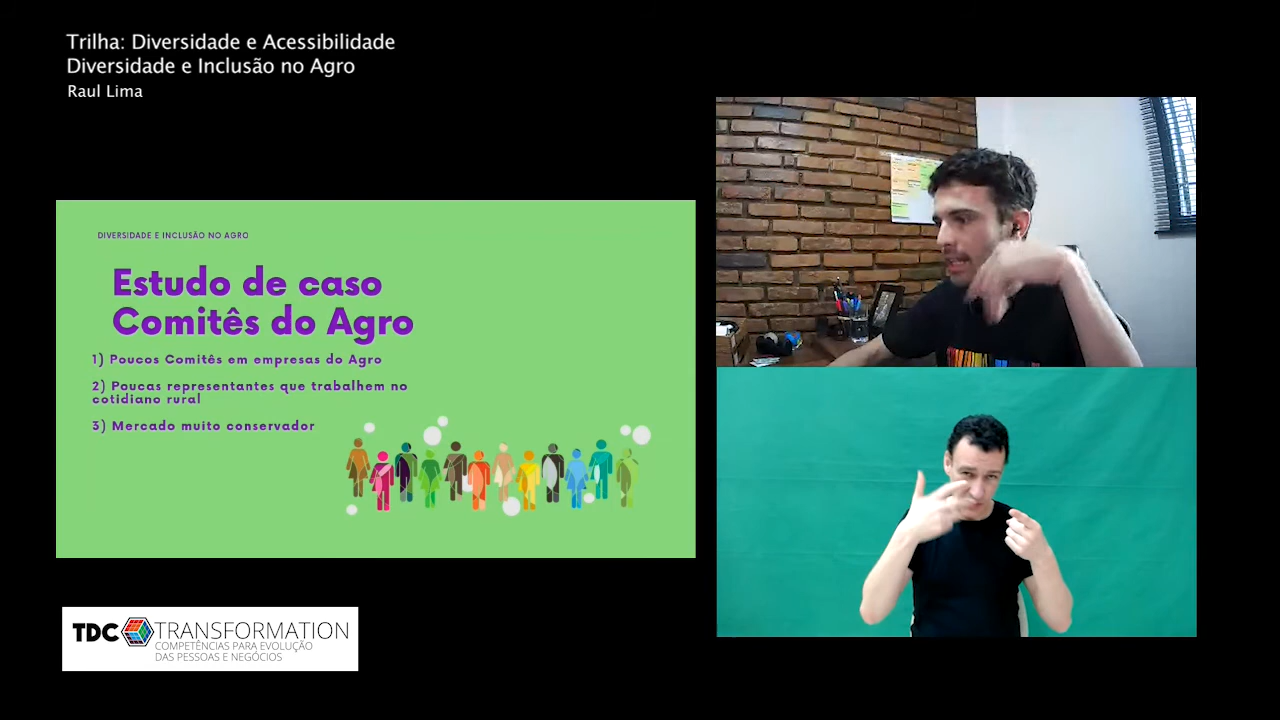 Trilha: Diversidade e Acessibilidade
Diversidade e Inclusão no Agro
Raul Lima
DIVERSIDADE E INCLUSÃO NO AGRO
Estudo de caso
Comitês do Agro
1) Poucos Comitês em empresas do Agro
2) Poucas representantes que trabalhem no
cotidiano rural
3) Mercado muito conservador
TDC TRANSFORMATION
COMPETÊNCIAS PARA EVOLUÇÃO
DAS PESSOAS E NEGÓCIOS